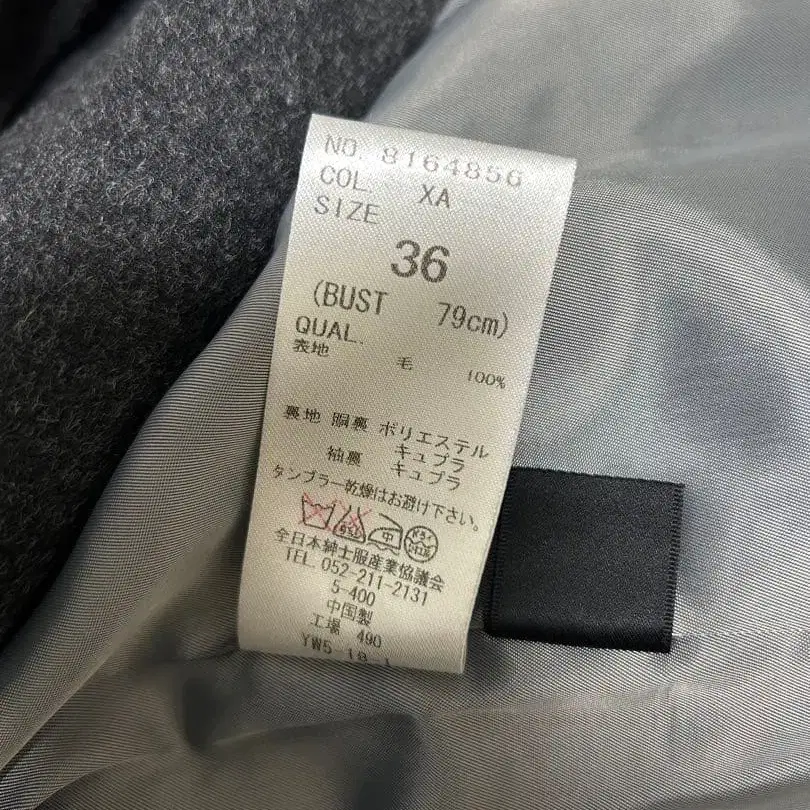 NO. 8164856
COL. XA
SIZE
36
(BUST 79cm)
QUAL.
表地 毛 100%
裏地 胴裏 ポリエステル
キュプラ
袖裏 キュプラ
タンブラー乾燥はお避け下さい。
中
全日本紳士服産業協議会
TEL 052-211-2131
5-400
中国製
工場 490